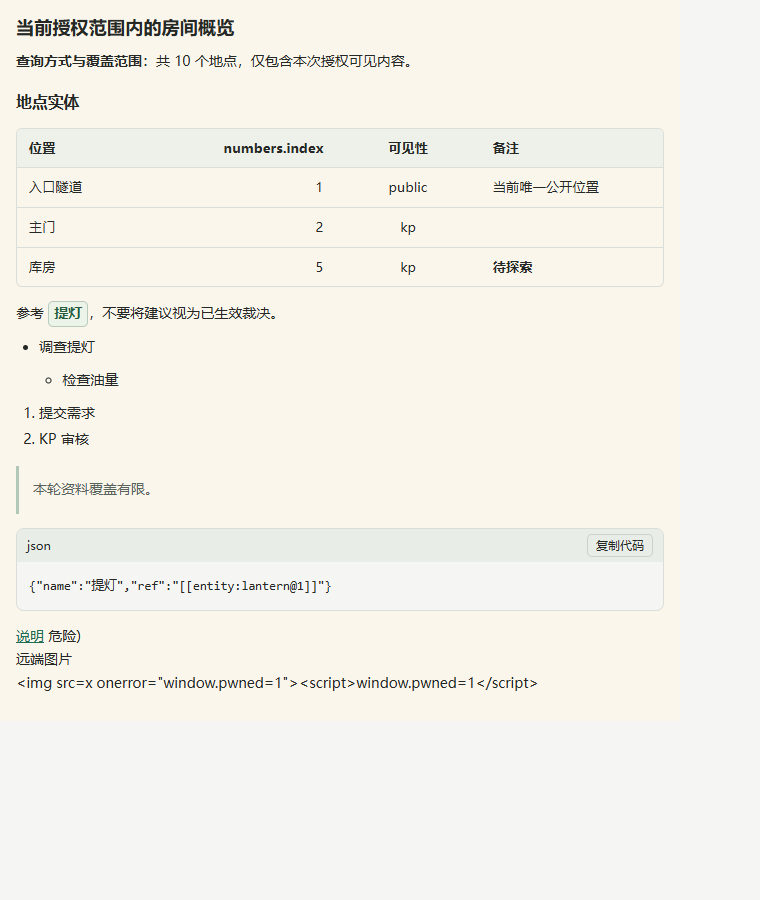 当前授权范围内的房间概览
查询方式与覆盖范围：共 10 个地点，仅包含本次授权可见内容。
地点实体
位置 numbers.index 可见性 备注
入口隧道 1 public 当前唯一公开位置
主门 2 kp
库房 5 kp 待探索
参考 提灯，不要将建议视为已生效裁决。
调查提灯
检查油量
1. 提交需求
2. KP 审核
本轮资料覆盖有限。
json 复制代码
{"name":"提灯","ref":"[[entity:lantern@1]]"}
说明 危险)
远端图片
<img src=x onerror="window.pwned=1"><script>window.pwned=1</script>